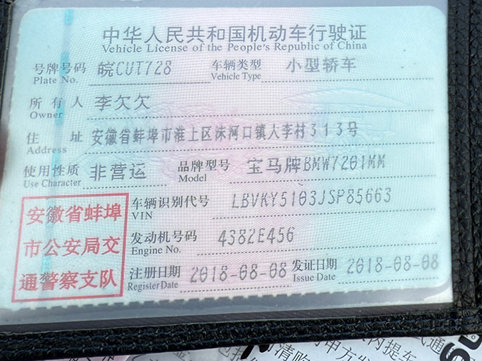 中华人民共和国机动车行驶证
Vehicle License of the People's Republic of China
号牌号码 皖CUT728 车辆类型 小型轿车
Plate No. Vehicle Type
所有人 李欠欠
Owner
住址 安徽省蚌埠市淮上区沫河口镇大李村313号
Address
使用性质 非营运 品牌型号 宝马牌BMW7201MM
Use Character Model
安徽省蚌埠
市公安局交
通警察支队
车辆识别代号 LBVKY5103JSP85663
VIN
发动机号码 4382E456
Engine No.
注册日期 2018-08-08 发证日期 2018-08-08
Register Date Issue Date